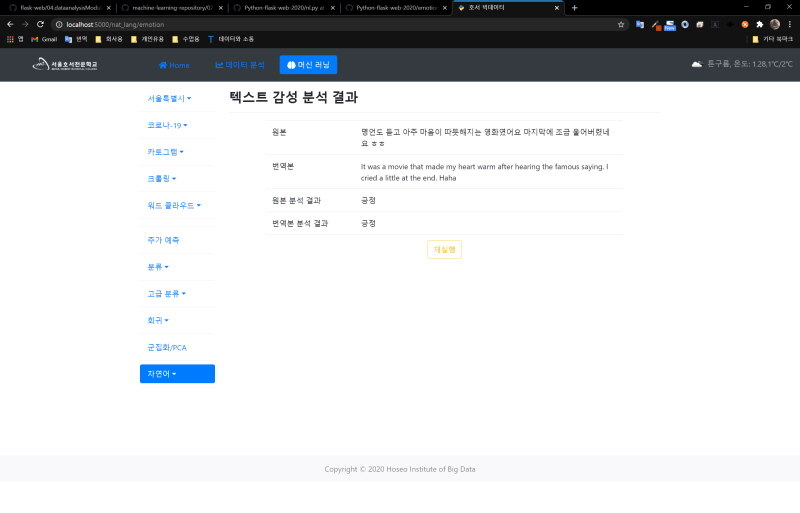 flask-web/04.dataanalysisModu
machine-learning-repository/02
Python-flask-web-2020/nl.py at
Python-flask-web-2020/emotion
호서 빅데이터
localhost:5000/nat_lang/emotion
앱 Gmail 번역 회사용 개인유용 수업용 데이터와 소통 기타 북마크
서울호서전문학교
Home 데이터 분석 머신 러닝 튼구름, 온도: 1.28,1℃/2℃
서울특별시
코로나-19
카토그램
크롤링
워드 클라우드
주가 예측
분류
고급 분류
회귀
군집화/PCA
자연어
텍스트 감성 분석 결과
원본 명언도 듣고 아주 마음이 따뜻해지는 영화였어요 마지막에 조금 울어버렸네
요 ㅎㅎ
번역본 It was a movie that made my heart warm after hearing the famous saying. I
cried a little at the end. Haha
원본 분석 결과 긍정
번역본 분석 결과 긍정
재실행
Copyright © 2020 Hoseo Institute of Big Data